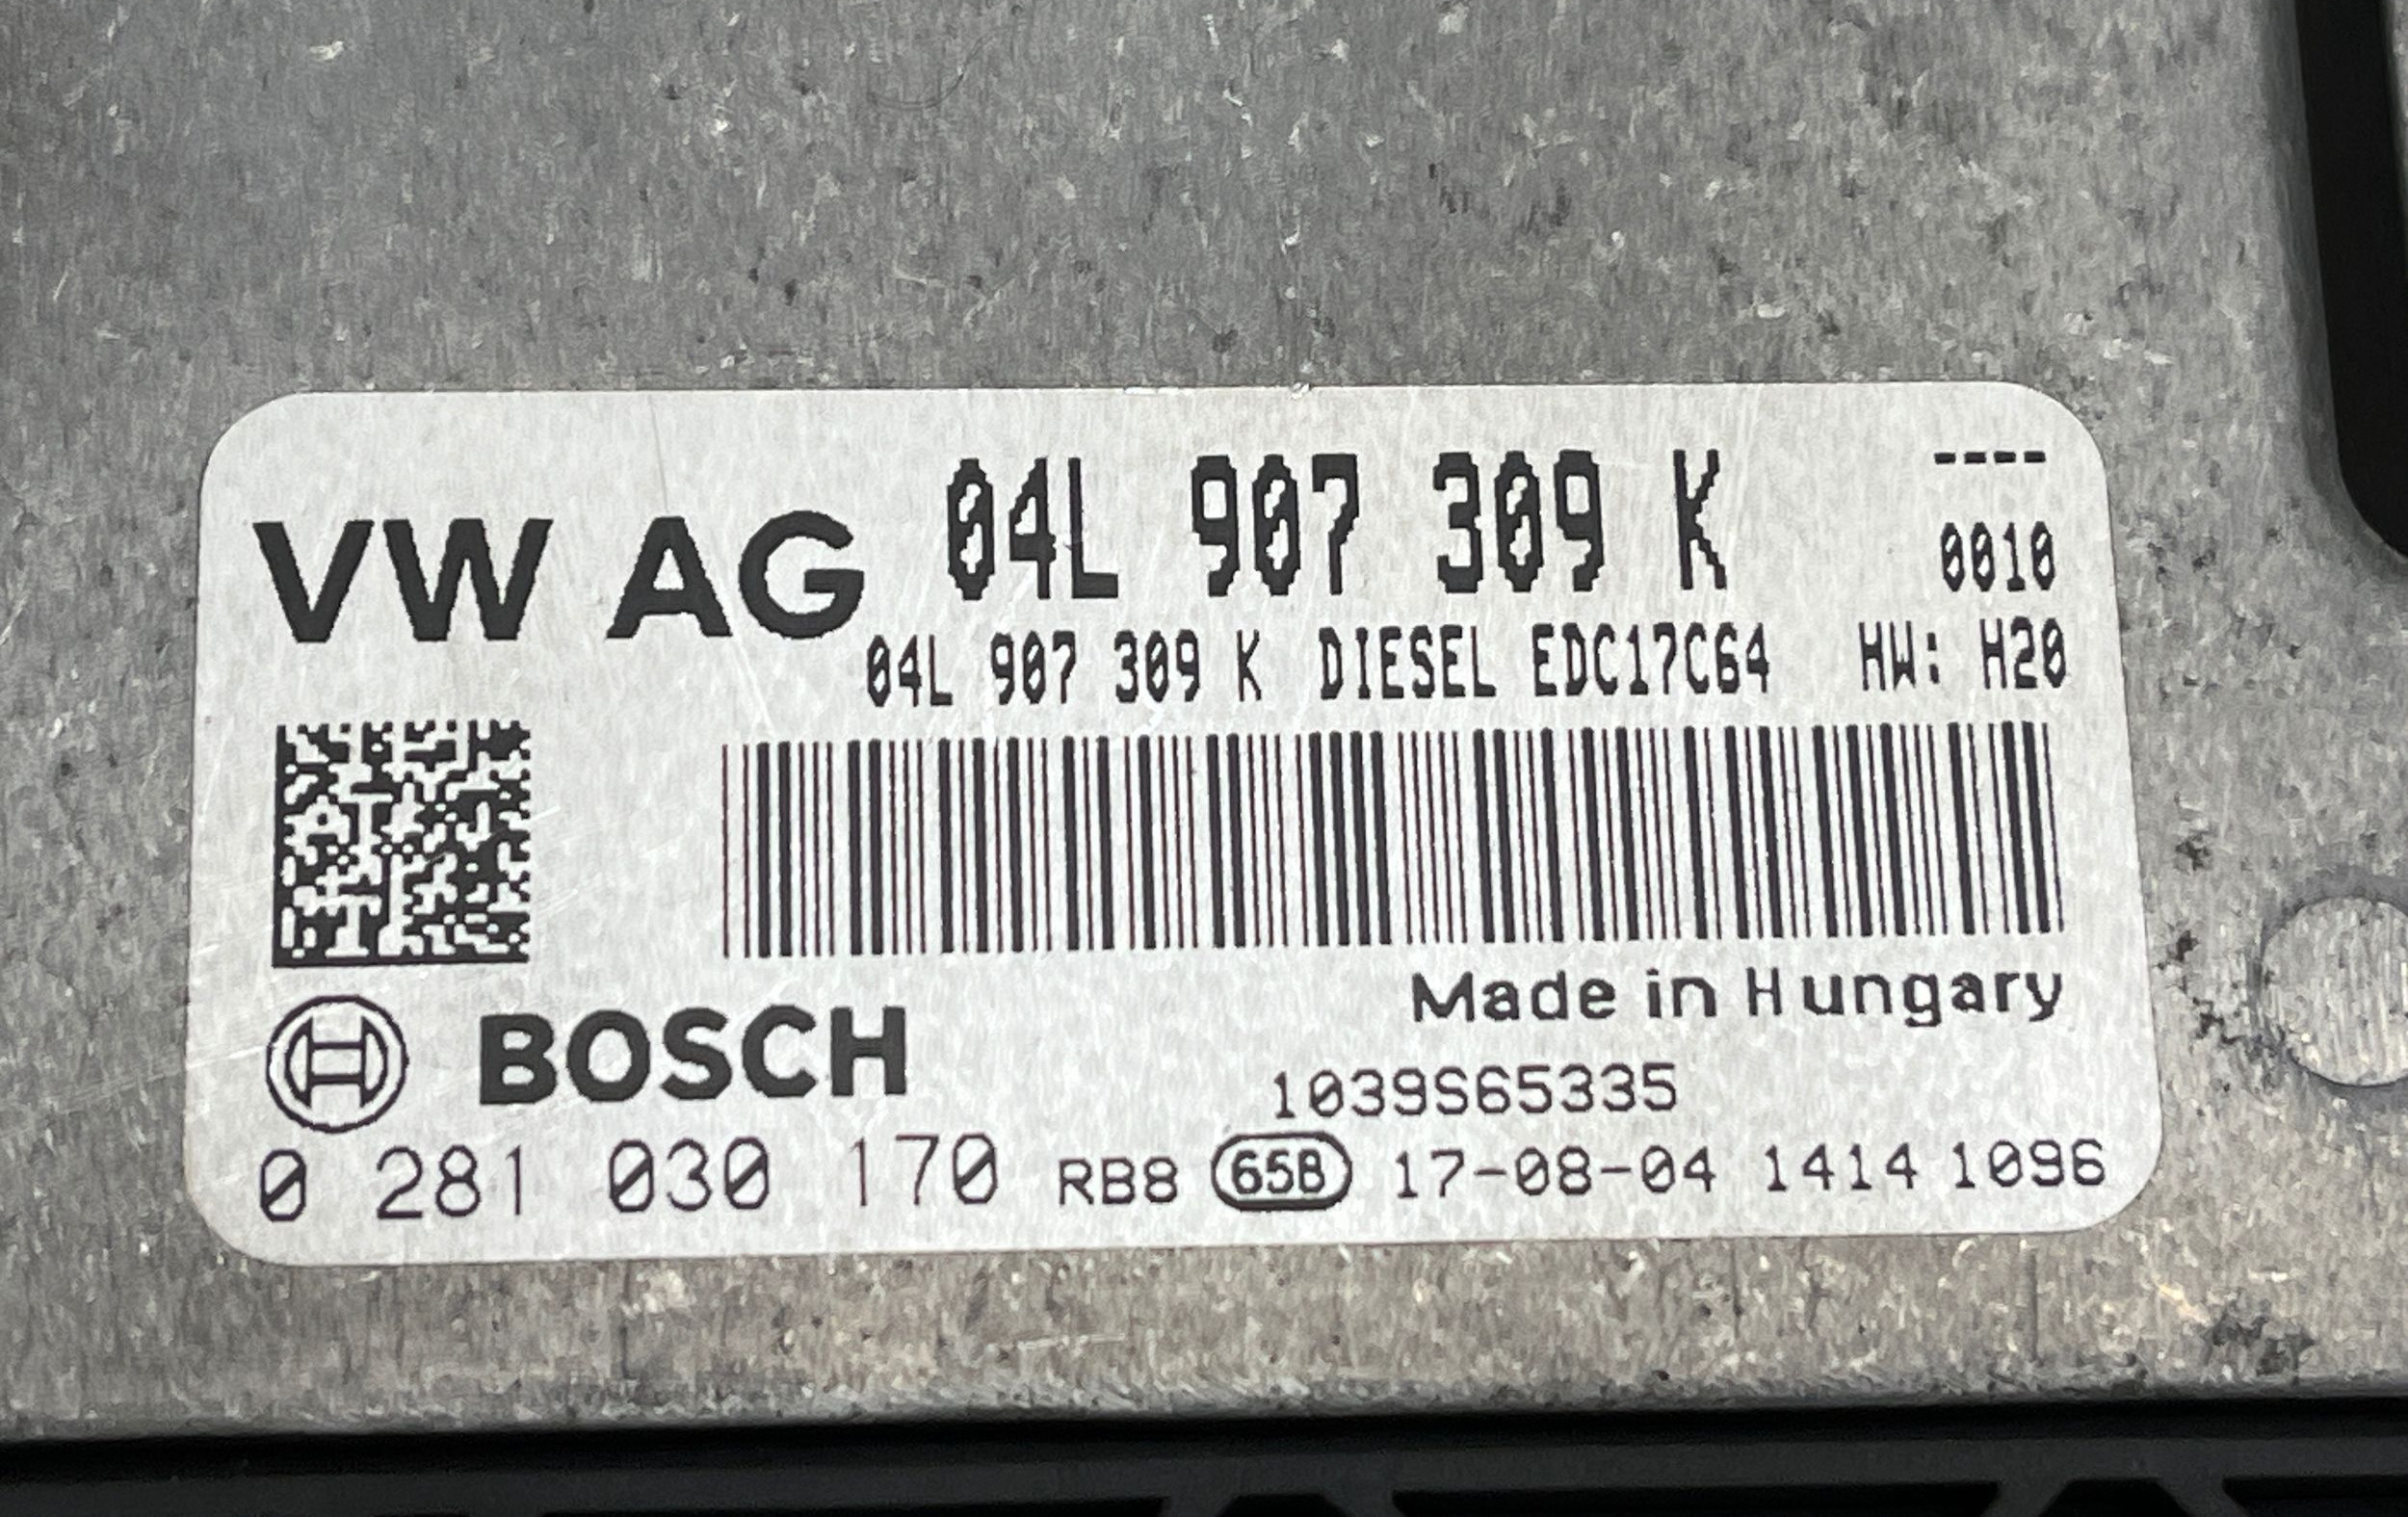 VW AG 04L 907 309 K ----
0010
04L 907 309 K DIESEL EDC17C64 HW: H20
Made in Hungary
BOSCH
1039S65335
0 281 030 170 RB8 65B 17-08-04 1414 1096